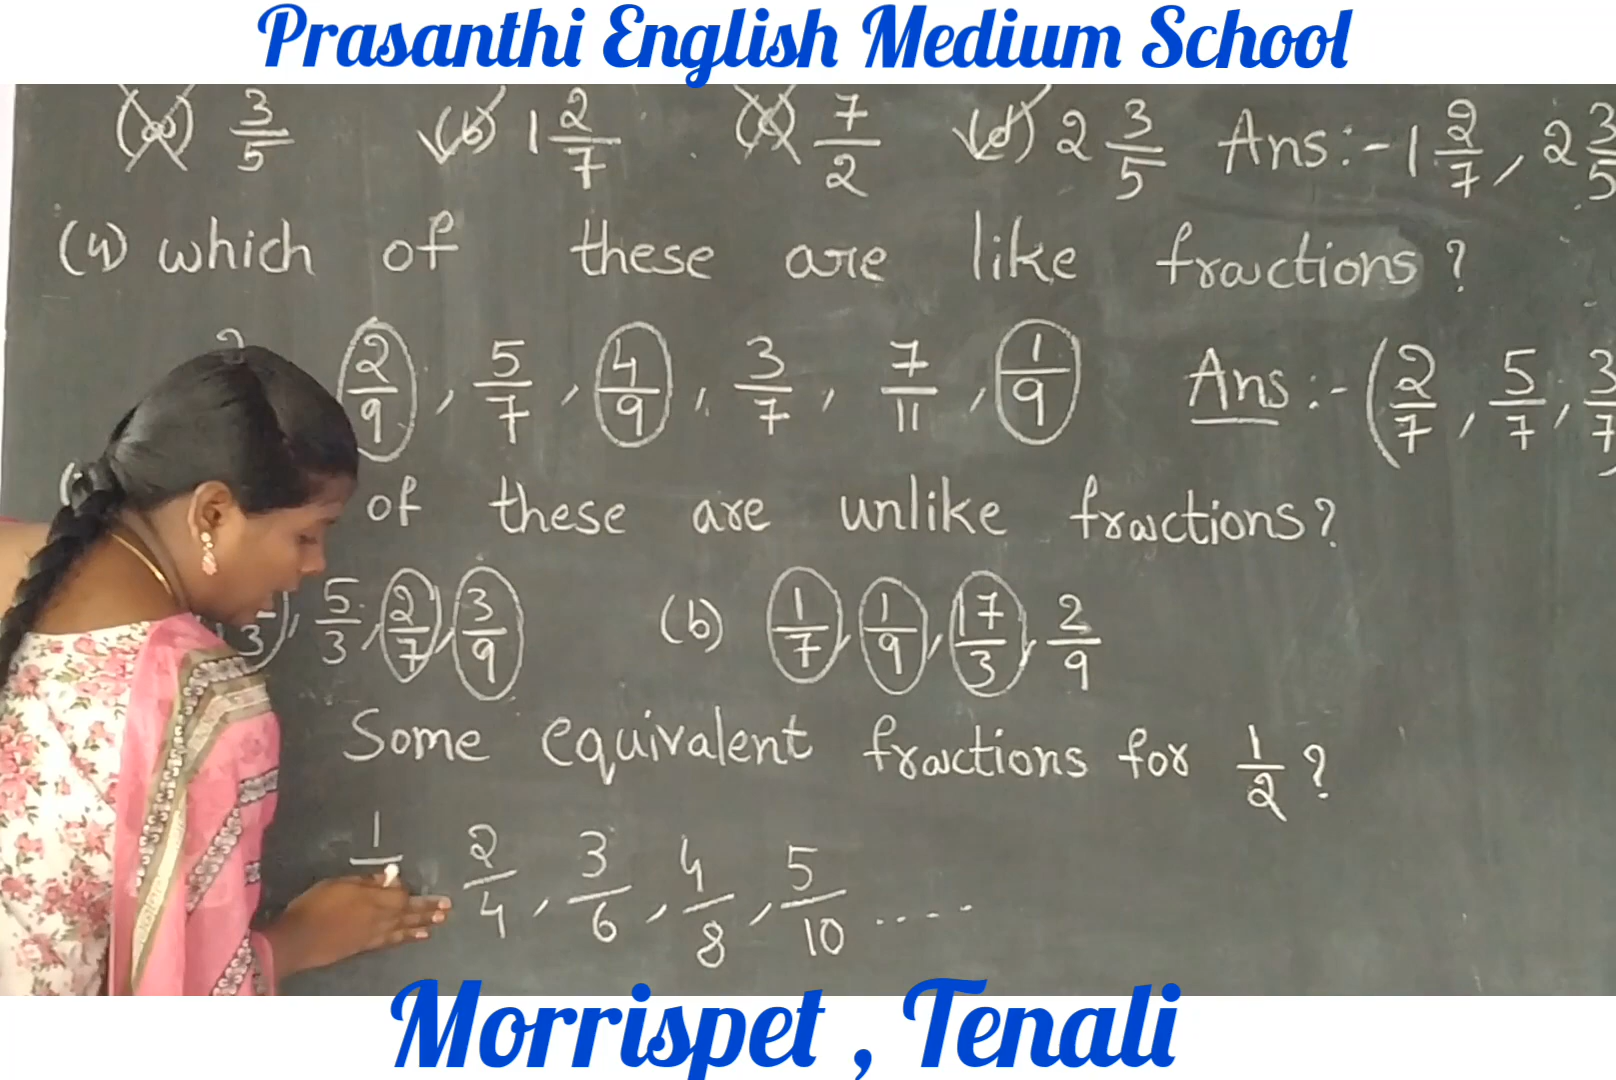 Prasanthi English Medium School
(a) 3/5 (b) 1 2/7 (c) 7/2 (d) 2 3/5 Ans:- 1 2/7, 2 3/5
(4) which of these are like fractions?
2/9, 5/7, 4/9, 3/7, 7/11, 1/9 Ans:- (2/7, 5/7, 3/7
of these are unlike fractions?
5/3, 2/7, 3/9 (b) 1/7, 1/9, 17/3, 2/9
Some equivalent fractions for 1/2?
2/4, 3/6, 4/8, 5/10 ....
Morrispet , Tenali